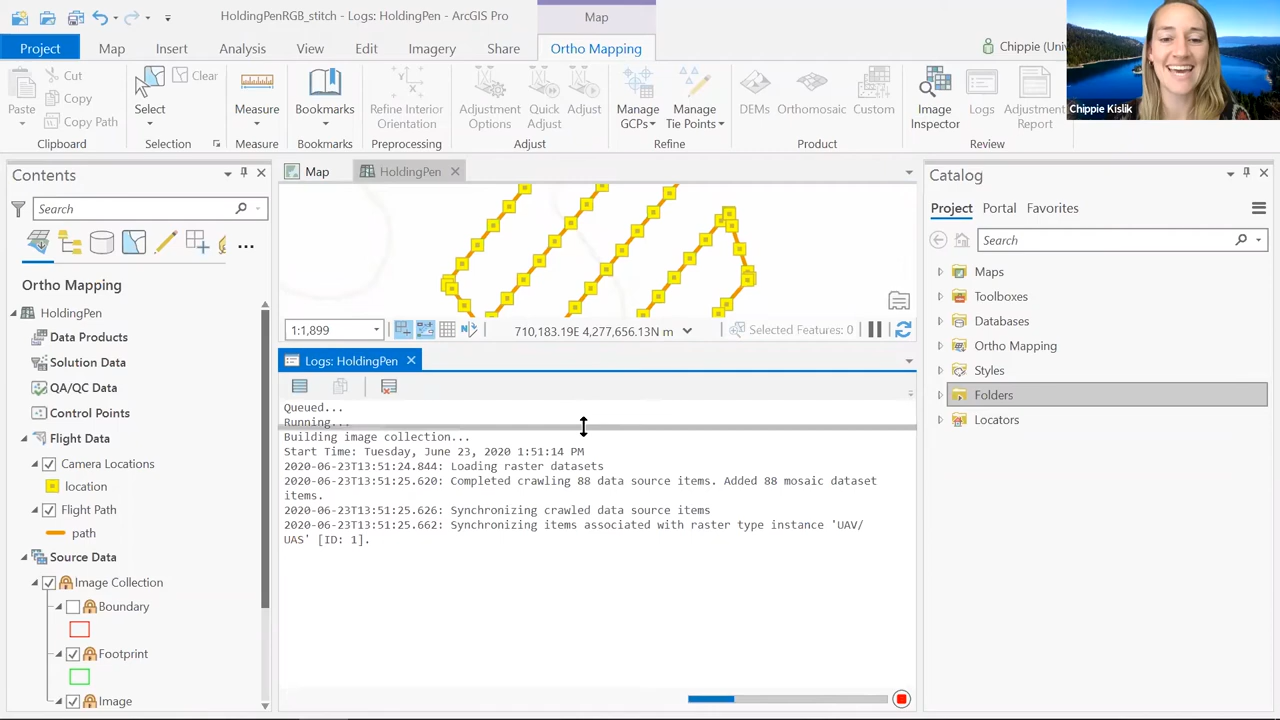 HoldingPenRGB_stitch - Logs: HoldingPen - ArcGIS Pro
Map
Project
Map
Insert
Analysis
View
Edit
Imagery
Share
Ortho Mapping
Chippie (Uni
Chippie Kislik
Paste
Cut
Copy
Copy Path
Clipboard
Select
Clear
Selection
Measure
Measure
Bookmarks
Bookmarks
Refine Interior
Orientation
Preprocessing
Adjustment
Options
Quick
Adjust
Adjust
Adjust
Manage
GCPs
Manage
Tie Points
Refine
DEMs
Orthomosaic
Custom
Product
Image
Inspector
Logs
Adjustment
Report
Review
Contents
Search
Ortho Mapping
HoldingPen
Data Products
Solution Data
QA/QC Data
Control Points
Flight Data
Camera Locations
location
Flight Path
path
Source Data
Image Collection
Boundary
Footprint
Image
Map
HoldingPen
1:1,899
710,183.19E 4,277,656.13N m
Selected Features: 0
Logs: HoldingPen
Queued...
Running...
Building image collection...
Start Time: Tuesday, June 23, 2020 1:51:14 PM
2020-06-23T13:51:24.844: Loading raster datasets
2020-06-23T13:51:25.620: Completed crawling 88 data source items. Added 88 mosaic dataset
items.
2020-06-23T13:51:25.626: Synchronizing crawled data source items
2020-06-23T13:51:25.662: Synchronizing items associated with raster type instance 'UAV/
UAS' [ID: 1].
Catalog
Project
Portal
Favorites
Search
Maps
Toolboxes
Databases
Ortho Mapping
Styles
Folders
Locators